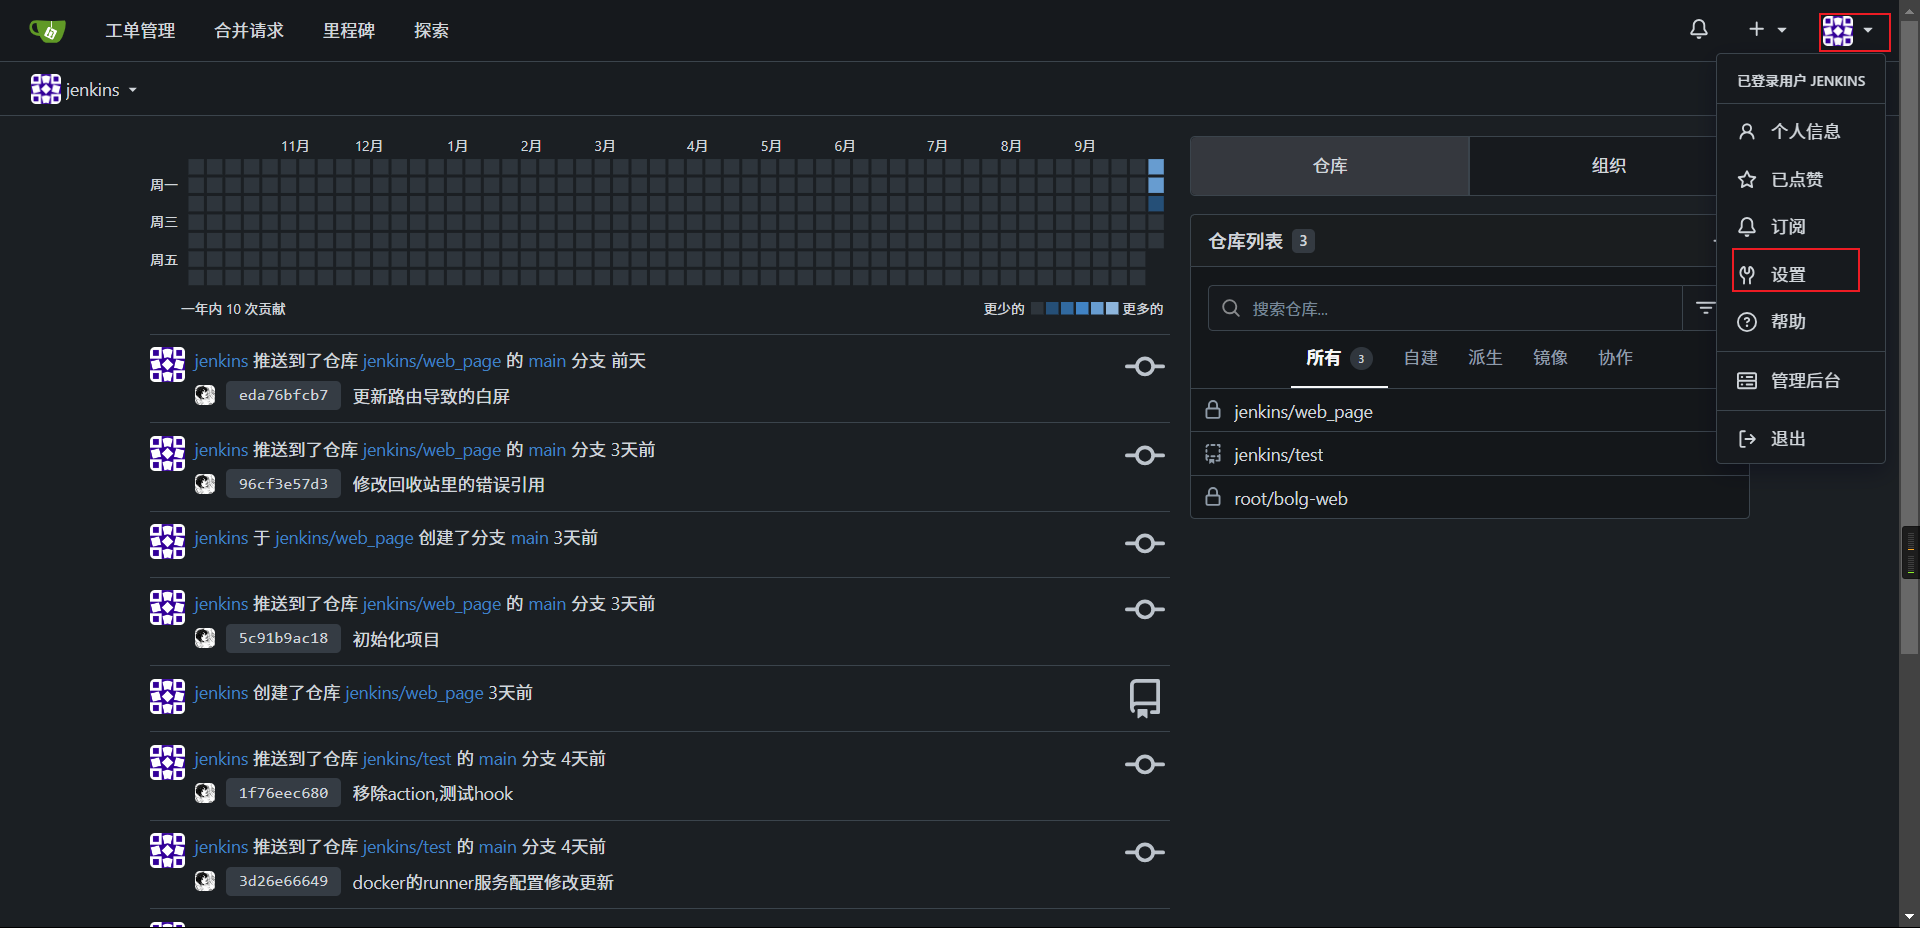 工单管理 合并请求 里程碑 探索
jenkins
已登录用户 JENKINS
个人信息
已点赞
订阅
设置
帮助
管理后台
退出
11月 12月 1月 2月 3月 4月 5月 6月 7月 8月 9月
周一
周三
周五
一年内 10 次贡献 更少的 更多的
jenkins 推送到了仓库 jenkins/web_page 的 main 分支 前天
eda76bfcb7 更新路由导致的白屏
jenkins 推送到了仓库 jenkins/web_page 的 main 分支 3天前
96cf3e57d3 修改回收站里的错误引用
jenkins 于 jenkins/web_page 创建了分支 main 3天前
jenkins 推送到了仓库 jenkins/web_page 的 main 分支 3天前
5c91b9ac18 初始化项目
jenkins 创建了仓库 jenkins/web_page 3天前
jenkins 推送到了仓库 jenkins/test 的 main 分支 4天前
1f76eec680 移除action,测试hook
jenkins 推送到了仓库 jenkins/test 的 main 分支 4天前
3d26e66649 docker的runner服务配置修改更新
仓库 组织
仓库列表 3
搜索仓库...
所有 3 自建 派生 镜像 协作
jenkins/web_page
jenkins/test
root/bolg-web